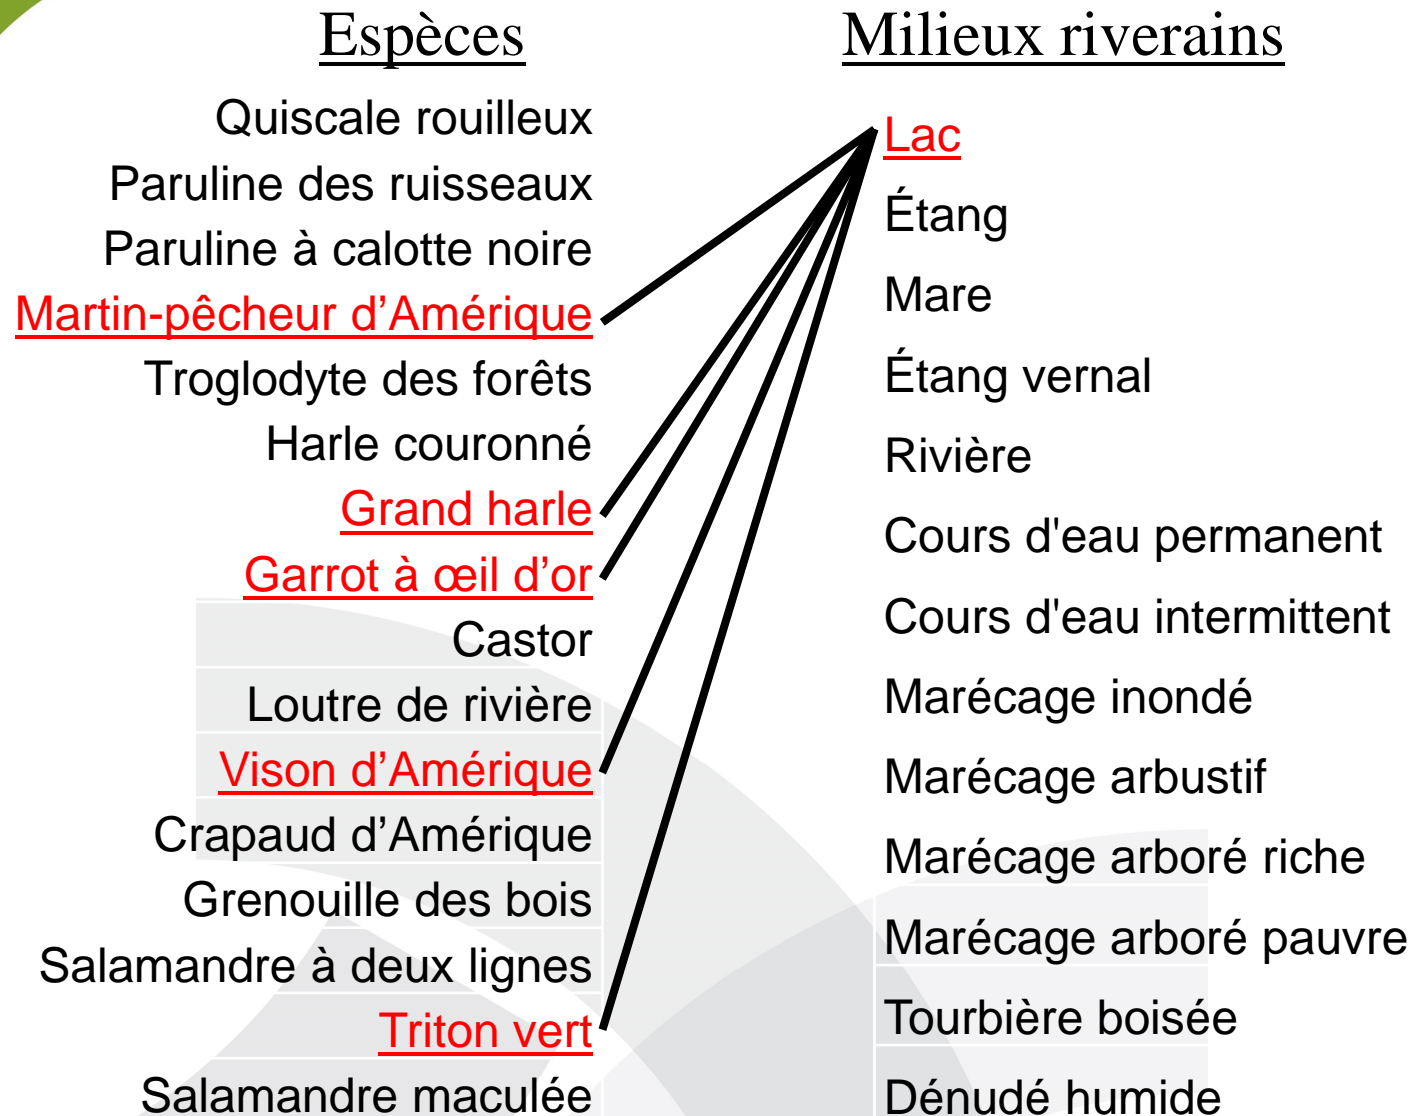 Espèces
Quiscale rouilleux
Paruline des ruisseaux
Paruline à calotte noire
Martin-pêcheur d’Amérique
Troglodyte des forêts
Harle couronné
Grand harle
Garrot à œil d’or
Castor
Loutre de rivière
Vison d’Amérique
Crapaud d’Amérique
Grenouille des bois
Salamandre à deux lignes
Triton vert
Salamandre maculée
Milieux riverains
Lac
Étang
Mare
Étang vernal
Rivière
Cours d'eau permanent
Cours d'eau intermittent
Marécage inondé
Marécage arbustif
Marécage arboré riche
Marécage arboré pauvre
Tourbière boisée
Dénudé humide